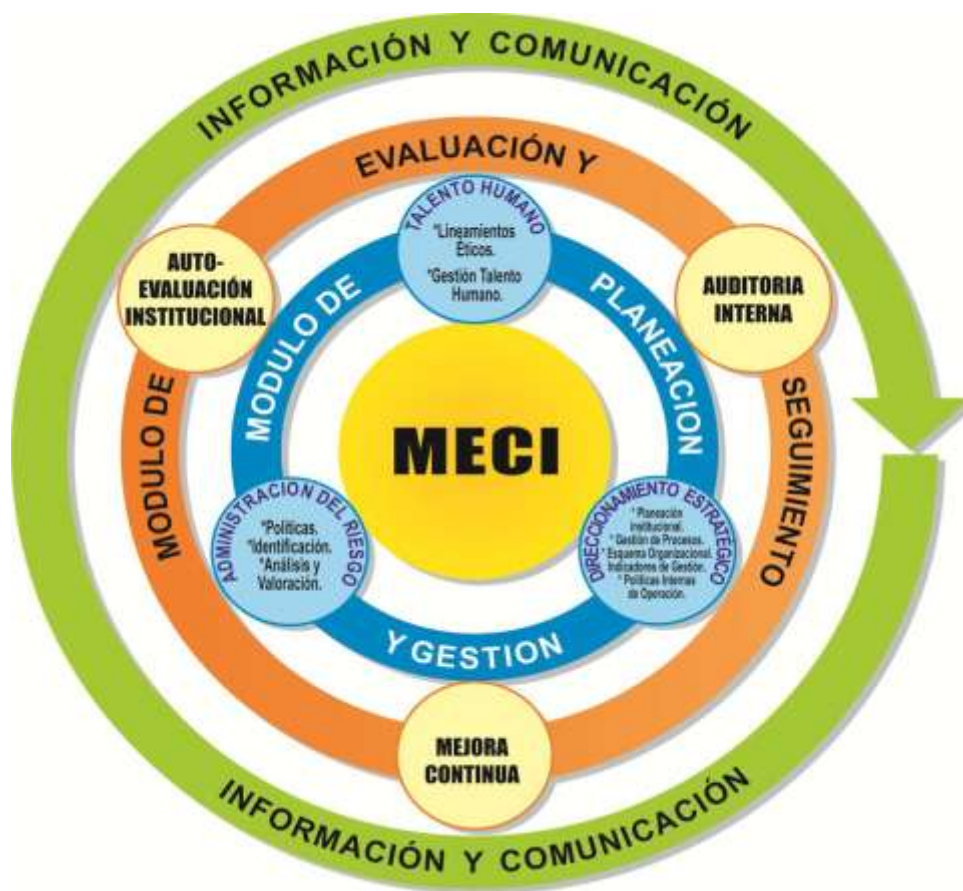 INFORMACIÓN Y COMUNICACIÓN
MODULO DE EVALUACIÓN Y SEGUIMIENTO
AUTO-
EVALUACIÓN
INSTITUCIONAL
AUDITORIA
INTERNA
MODULO DE PLANEACION Y GESTION
TALENTO HUMANO
*Lineamientos
Éticos.
*Gestión Talento
Humano.
MECI
ADMINISTRACION DEL RIESGO
*Políticas.
*Identificación.
*Análisis y
Valoración.
DIRECCIONAMIENTO ESTRATÉGICO
* Planeación
Institucional.
* Gestión de Procesos.
* Esquema Organizacional.
Indicadores de Gestión.
* Políticas Internas
de Operación.
MEJORA
CONTINUA
INFORMACIÓN Y COMUNICACIÓN